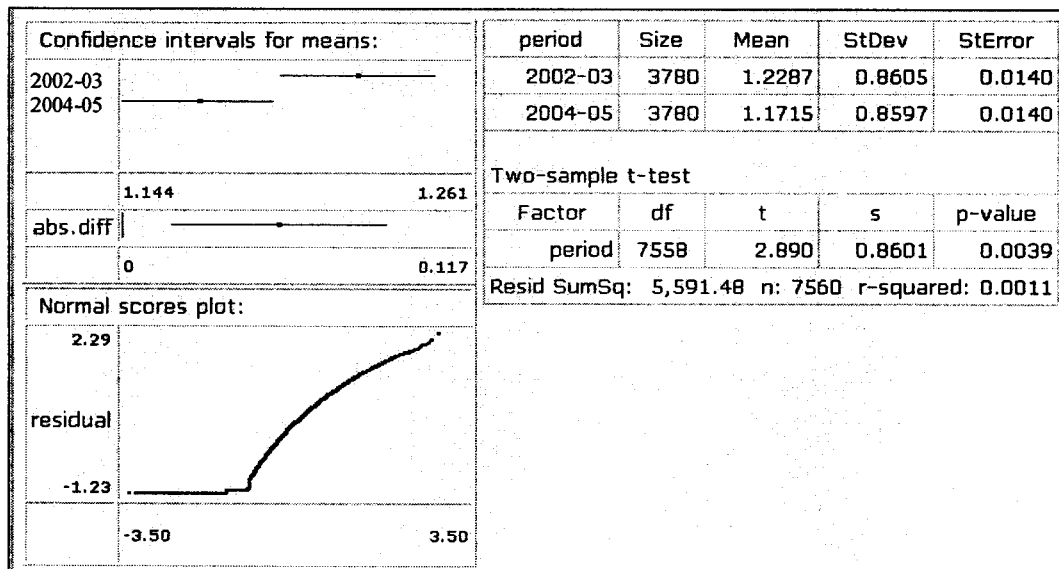 Confidence intervals for means:
2002-03
2004-05
1.144 1.261
abs.diff
0 0.117
Normal scores plot:
2.29
residual
-1.23
-3.50 3.50
period Size Mean StDev StError
2002-03 3780 1.2287 0.8605 0.0140
2004-05 3780 1.1715 0.8597 0.0140
Two-sample t-test
Factor df t s p-value
period 7558 2.890 0.8601 0.0039
Resid SumSq: 5,591.48 n: 7560 r-squared: 0.0011